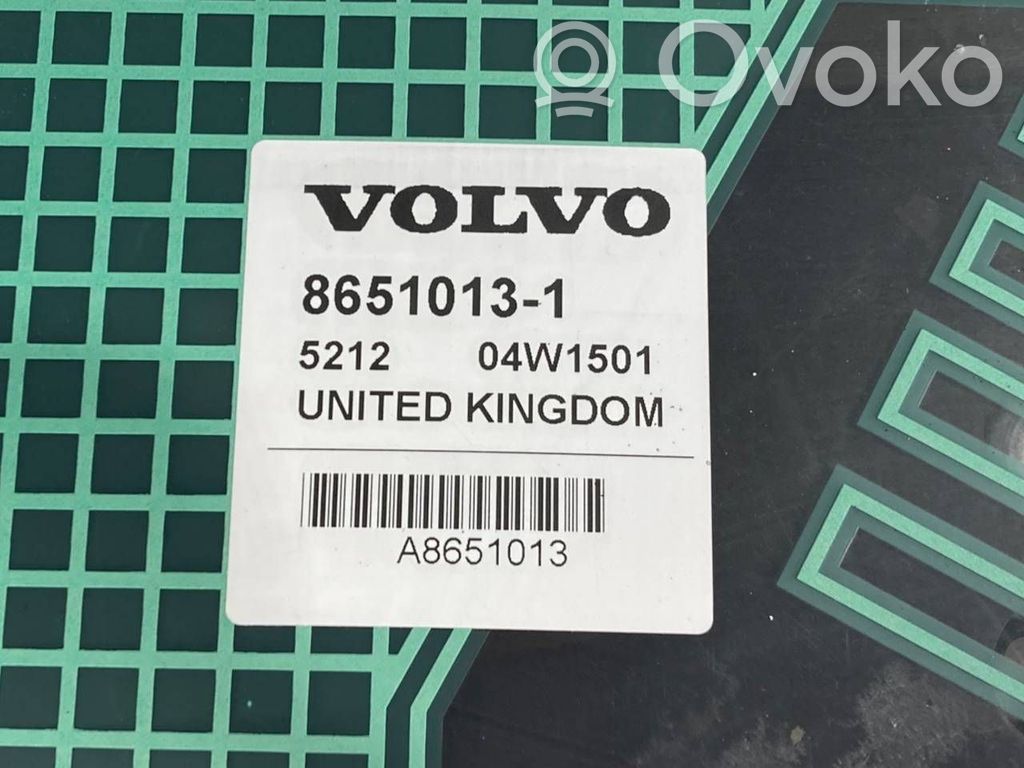 Ovoko
VOLVO
8651013-1
5212 04W1501
UNITED KINGDOM
A8651013